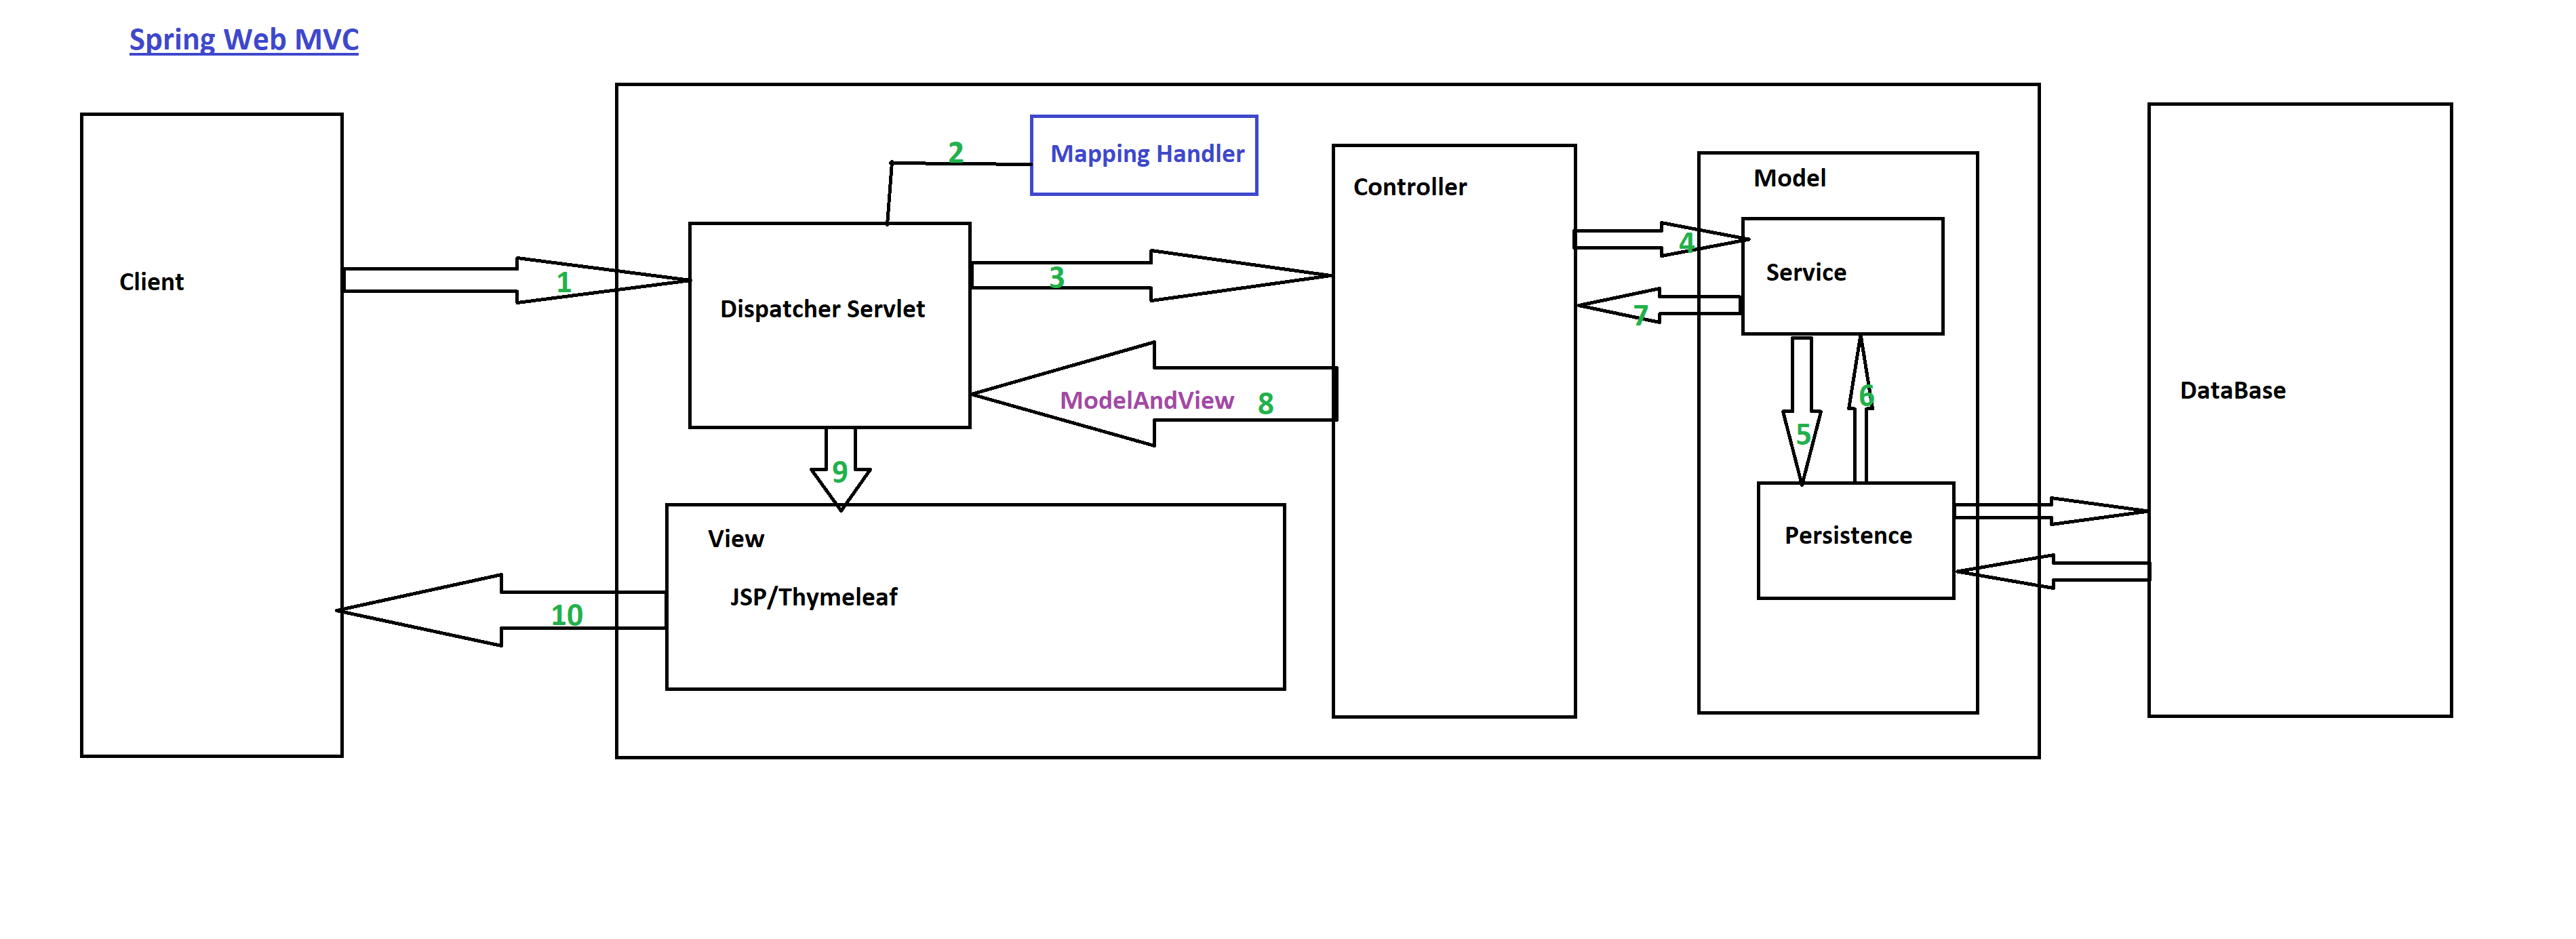 Spring Web MVC
Client
1
2
Mapping Handler
Dispatcher Servlet
3
Controller
4
Model
Service
7
ModelAndView 8
5
6
9
View
JSP/Thymeleaf
10
Persistence
DataBase